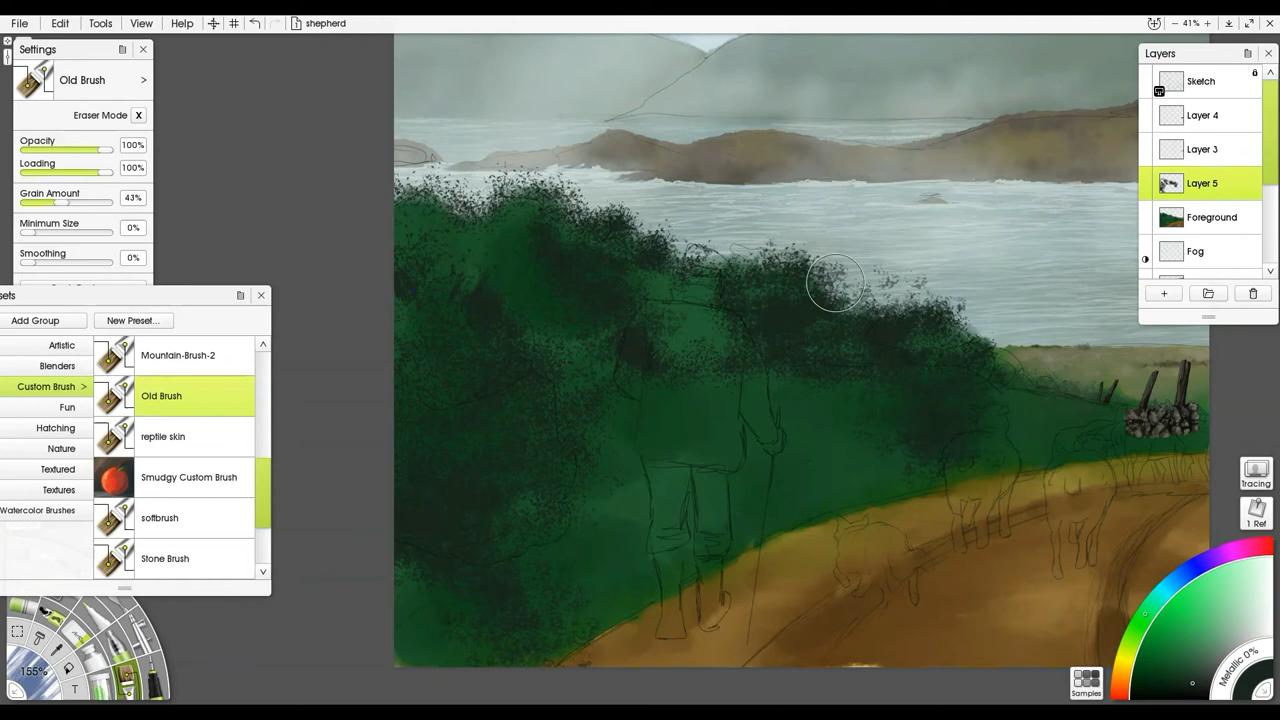 File Edit Tools View Help shepherd 41%
Settings
Old Brush >
Eraser Mode X
Opacity 100%
Loading 100%
Grain Amount 43%
Minimum Size 0%
Smoothing 0%
sets
Add Group New Preset...
Artistic
Blenders
Custom Brush >
Fun
Hatching
Nature
Textured
Textures
Watercolor Brushes
Mountain-Brush-2
Old Brush
reptile skin
Smudgy Custom Brush
softbrush
Stone Brush
155%
T
Layers
Sketch
Layer 4
Layer 3
Layer 5
Foreground
Fog
Tracing
1 Ref
Samples
Metallic 0%